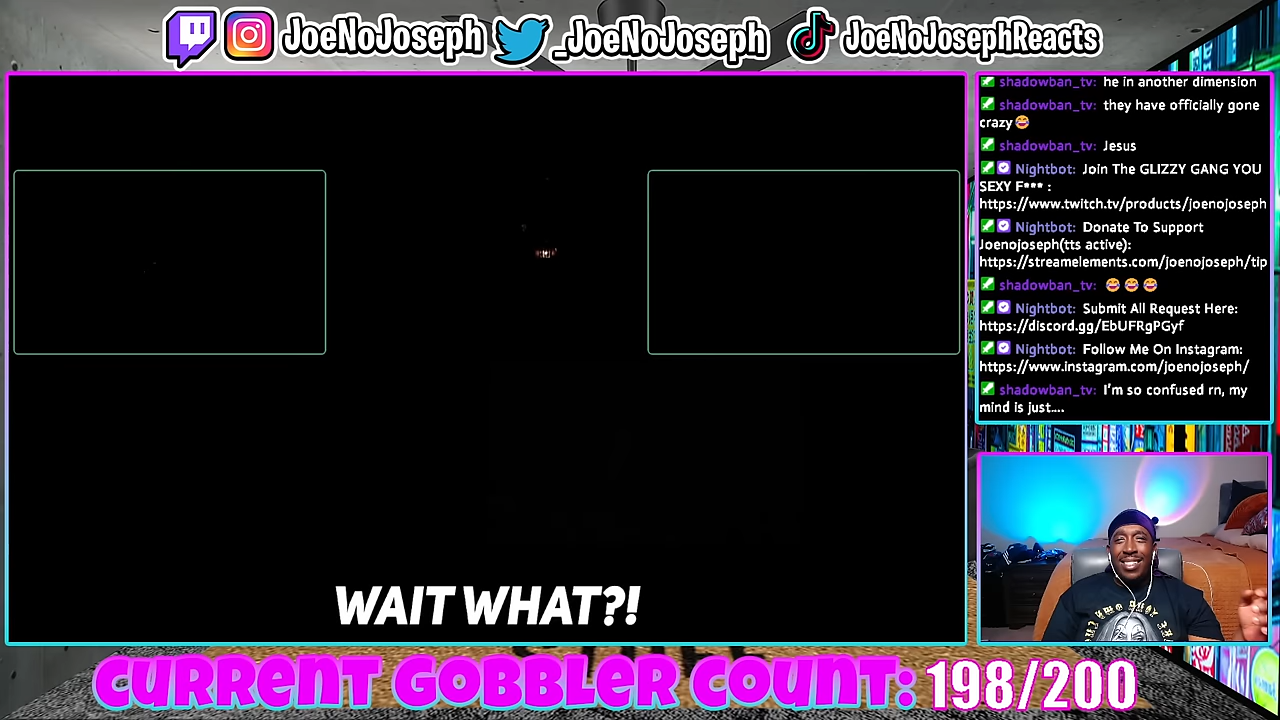 JoeNoJoseph _JoeNoJoseph JoeNoJosephReacts
shadowban_tv: he in another dimension
shadowban_tv: they have officially gone
crazy😂
shadowban_tv: Jesus
Nightbot: Join The GLIZZY GANG YOU
SEXY F*** :
https://www.twitch.tv/products/joenojoseph
Nightbot: Donate To Support
Joenojoseph(tts active):
https://streamelements.com/joenojoseph/tip
shadowban_tv: 😂 😂 😂
Nightbot: Submit All Request Here:
https://discord.gg/EbUFRgPGyf
Nightbot: Follow Me On Instagram:
https://www.instagram.com/joenojoseph/
shadowban_tv: I'm so confused rn, my
mind is just....
WAIT WHAT?!
CURRENT GOBBLER COUNT: 198/200